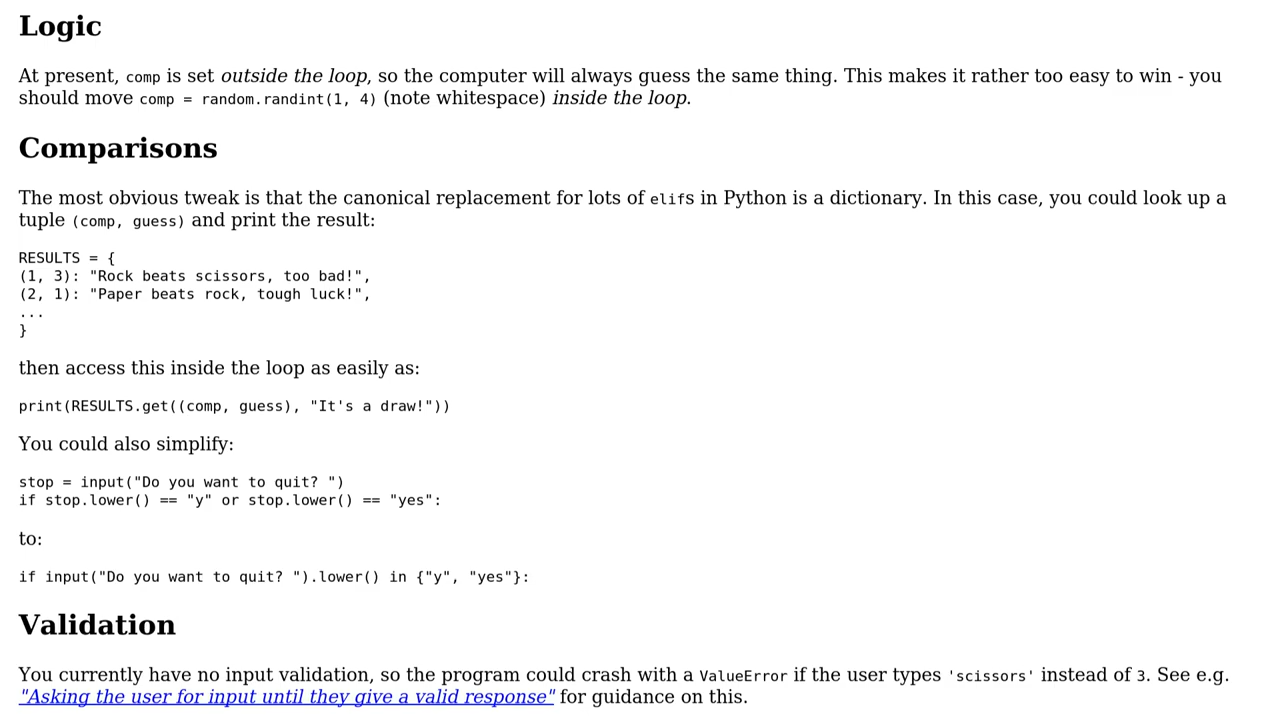 Logic
At present, comp is set outside the loop, so the computer will always guess the same thing. This makes it rather too easy to win - you
should move comp = random.randint(1, 4) (note whitespace) inside the loop.
Comparisons
The most obvious tweak is that the canonical replacement for lots of elifs in Python is a dictionary. In this case, you could look up a
tuple (comp, guess) and print the result:
RESULTS = {
(1, 3): "Rock beats scissors, too bad!",
(2, 1): "Paper beats rock, tough luck!",
...
}
then access this inside the loop as easily as:
print(RESULTS.get((comp, guess), "It's a draw!"))
You could also simplify:
stop = input("Do you want to quit? ")
if stop.lower() == "y" or stop.lower() == "yes":
to:
if input("Do you want to quit? ").lower() in {"y", "yes"}:
Validation
You currently have no input validation, so the program could crash with a ValueError if the user types 'scissors' instead of 3. See e.g.
"Asking the user for input until they give a valid response" for guidance on this.